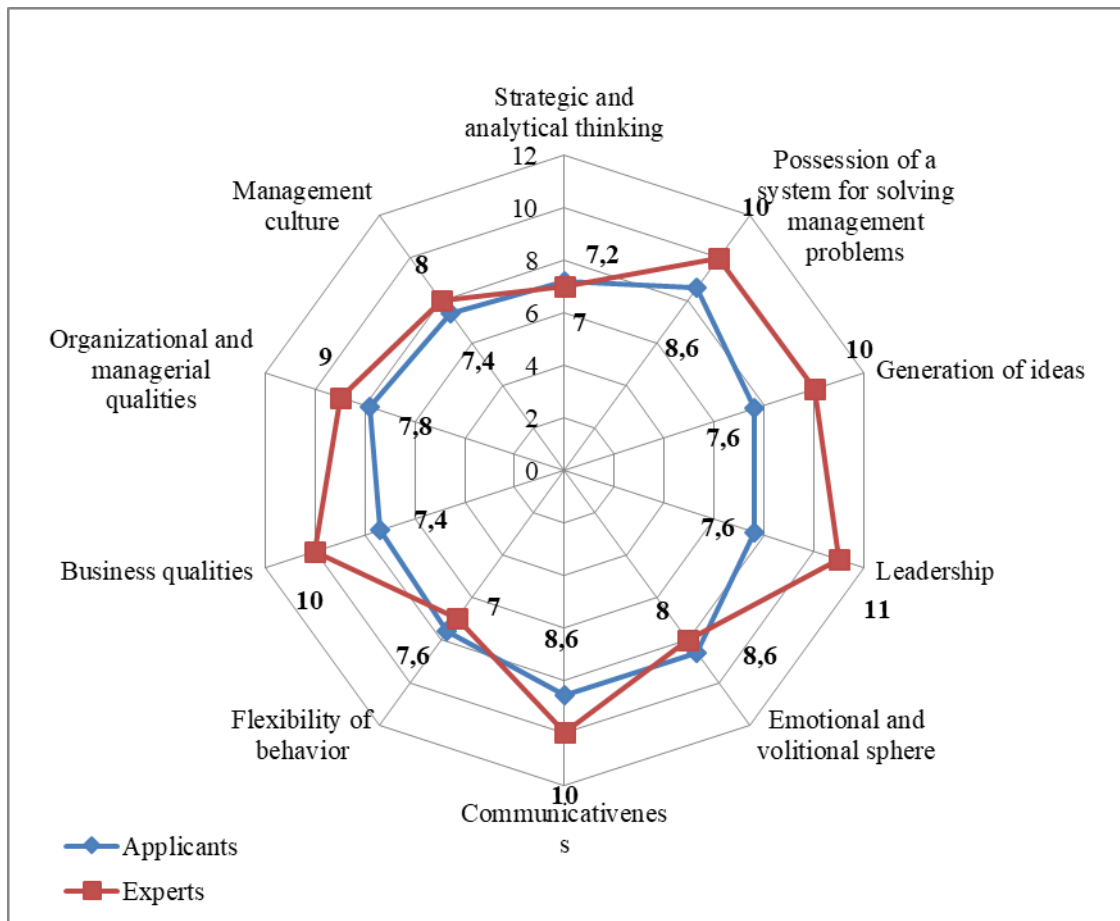 Strategic and
analytical thinking
12
Possession of a
system for solving
management
problems
10
Management
culture
10
8
7,2
8
6
7
7,4
8,6
Organizational and
managerial
qualities
9
4
10
Generation of ideas
7,8
2
7,6
0
7,4
7,6
Business qualities
10
Leadership
11
7
8,6
8
7,6
8,6
Flexibility of
behavior
Emotional and
volitional sphere
10
Communicativenes
s
Applicants
Experts